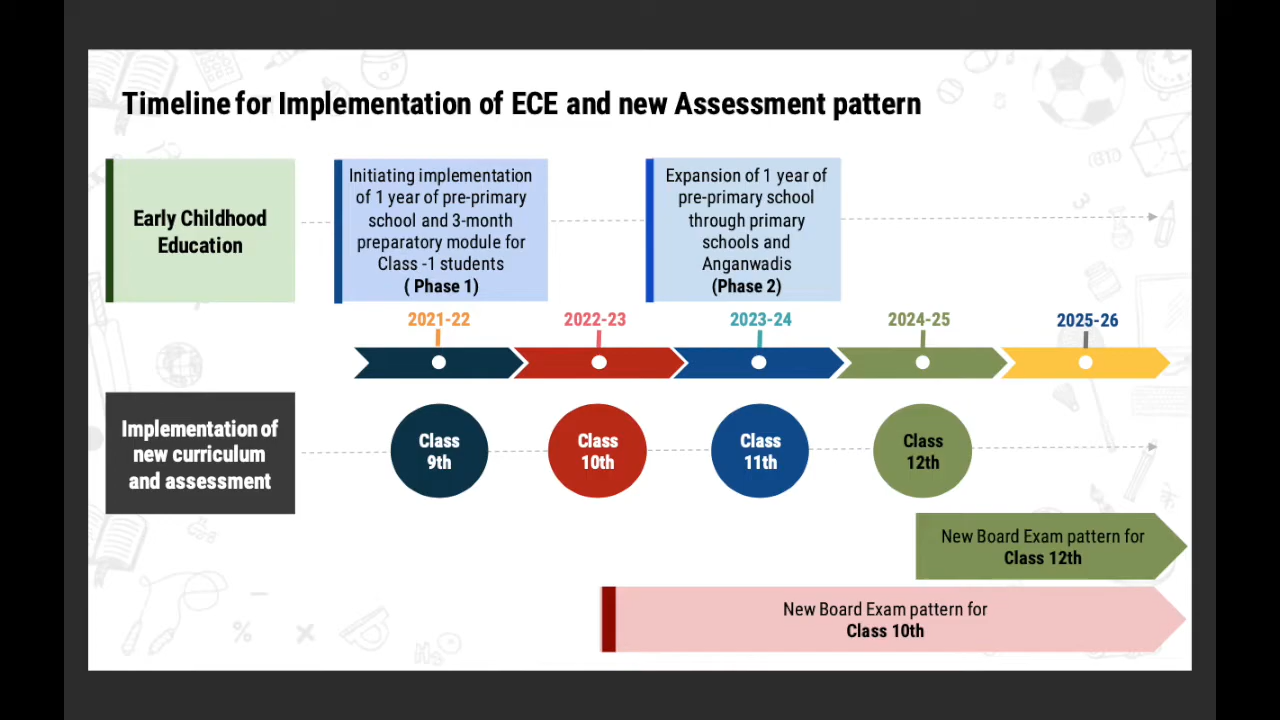 Timeline for Implementation of ECE and new Assessment pattern
Early Childhood
Education
Initiating implementation
of 1 year of pre-primary
school and 3-month
preparatory module for
Class -1 students
( Phase 1)
Expansion of 1 year of
pre-primary school
through primary
schools and
Anganwadis
(Phase 2)
2021-22
2022-23
2023-24
2024-25
2025-26
Implementation of
new curriculum
and assessment
Class
9th
Class
10th
Class
11th
Class
12th
New Board Exam pattern for
Class 12th
New Board Exam pattern for
Class 10th